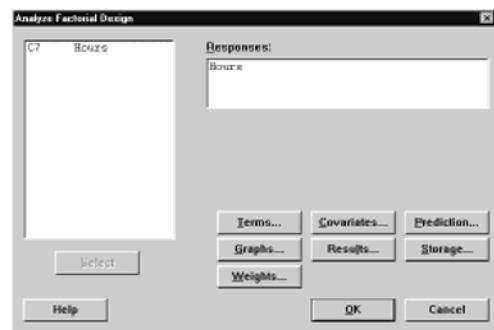 Analyze Factorial Design
C7 Hours
Responses:
Hours
Terms... Covariates... Prediction...
Graphs... Results... Storage...
Select
Weights...
Help OK Cancel